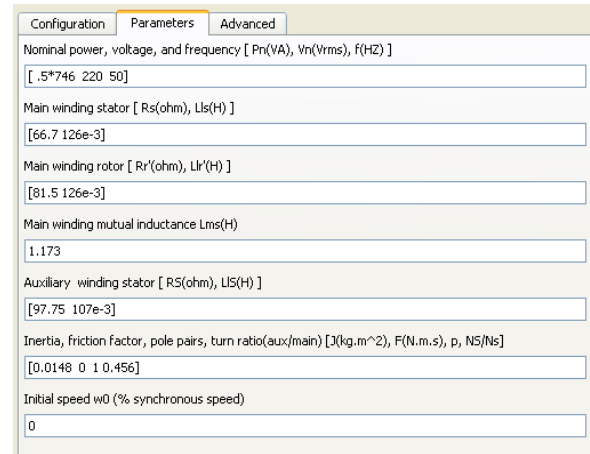 Configuration Parameters Advanced
Nominal power, voltage, and frequency [ Pn(VA), Vn(Vrms), f(HZ) ]
[ .5*746 220 50]
Main winding stator [ Rs(ohm), Lls(H) ]
[66.7 126e-3]
Main winding rotor [ Rr'(ohm), Llr'(H) ]
[81.5 126e-3]
Main winding mutual inductance Lms(H)
1.173
Auxiliary winding stator [ RS(ohm), LlS(H) ]
[97.75 107e-3]
Inertia, friction factor, pole pairs, turn ratio(aux/main) [J(kg.m^2), F(N.m.s), p, NS/Ns]
[0.0148 0 1 0.456]
Initial speed w0 (% synchronous speed)
0